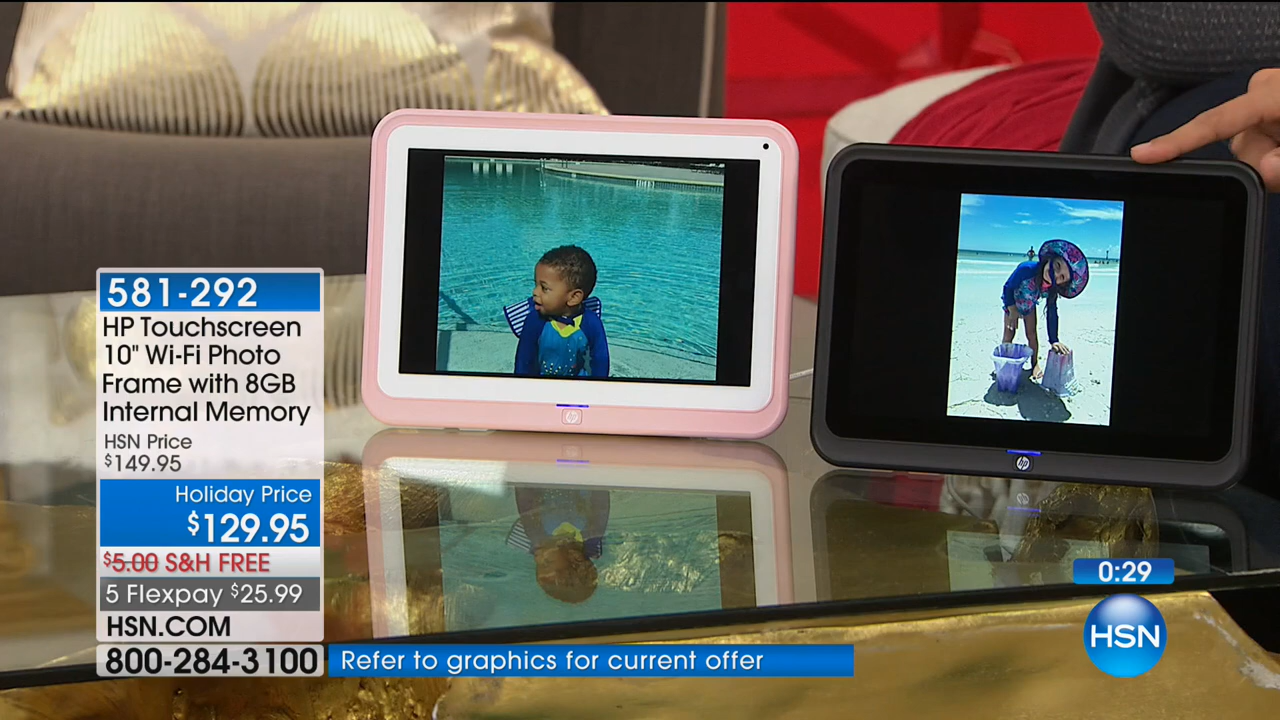 581-292
HP Touchscreen
10" Wi-Fi Photo
Frame with 8GB
Internal Memory
HSN Price
$149.95
Holiday Price
$129.95
$5.00 S&H FREE
5 Flexpay $25.99
HSN.COM
800-284-3100
Refer to graphics for current offer
0:29
HSN
hp
hp